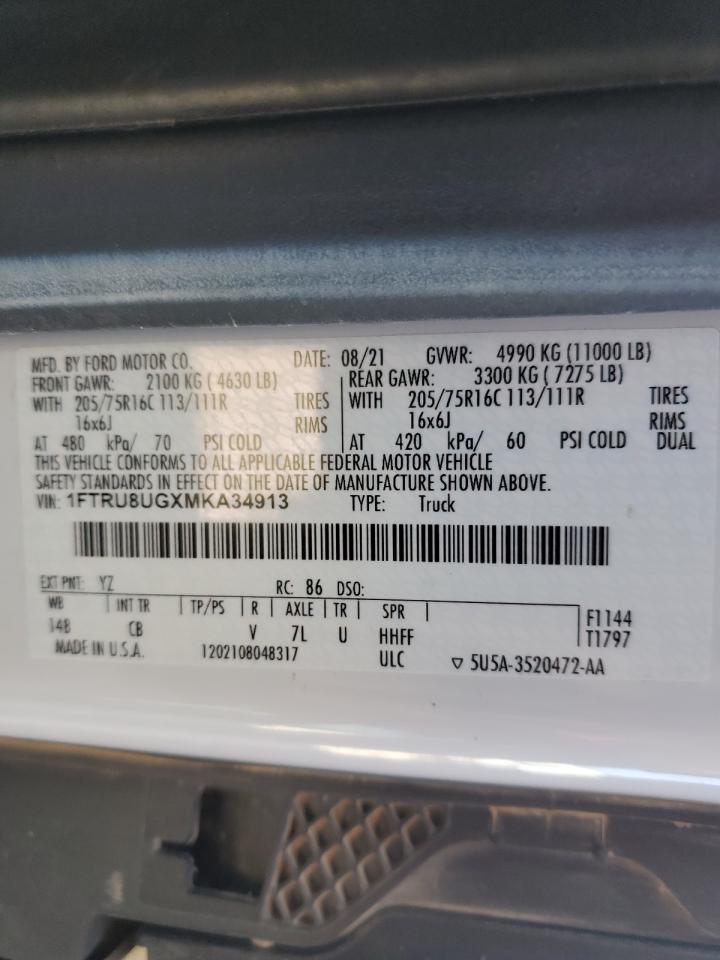 MFD. BY FORD MOTOR CO. DATE: 08/21 GVWR: 4990 KG (11000 LB)
FRONT GAWR: 2100 KG ( 4630 LB) REAR GAWR: 3300 KG ( 7275 LB)
WITH 205/75R16C 113/111R TIRES WITH 205/75R16C 113/111R TIRES
16x6J RIMS 16x6J RIMS
AT 480 kPa/ 70 PSI COLD AT 420 kPa/ 60 PSI COLD DUAL
THIS VEHICLE CONFORMS TO ALL APPLICABLE FEDERAL MOTOR VEHICLE
SAFETY STANDARDS IN EFFECT ON THE DATE OF MANUFACTURE SHOWN ABOVE.
VIN: 1FTRU8UGXMKA34913 TYPE: Truck
EXT PNT: YZ RC: 86 DSO:
WB INT TR TP/PS R AXLE TR SPR F1144
148 CB V 7L U HHFF T1797
MADE IN U.S.A. 1202108048317 ULC ▽ 5U5A-3520472-AA